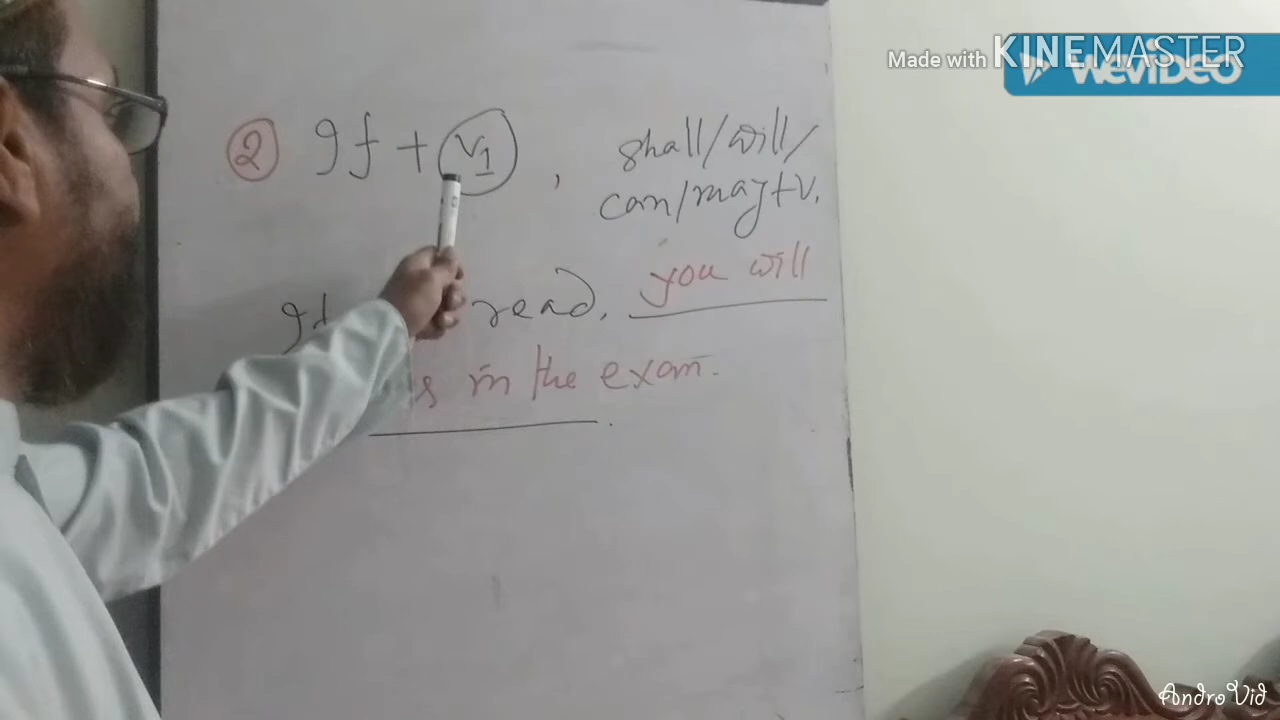 Made with KINEMASTER
WeVideo
② If + V1, shall/will/
can/may+V1
If read, you will
in the exam.
AndroVid